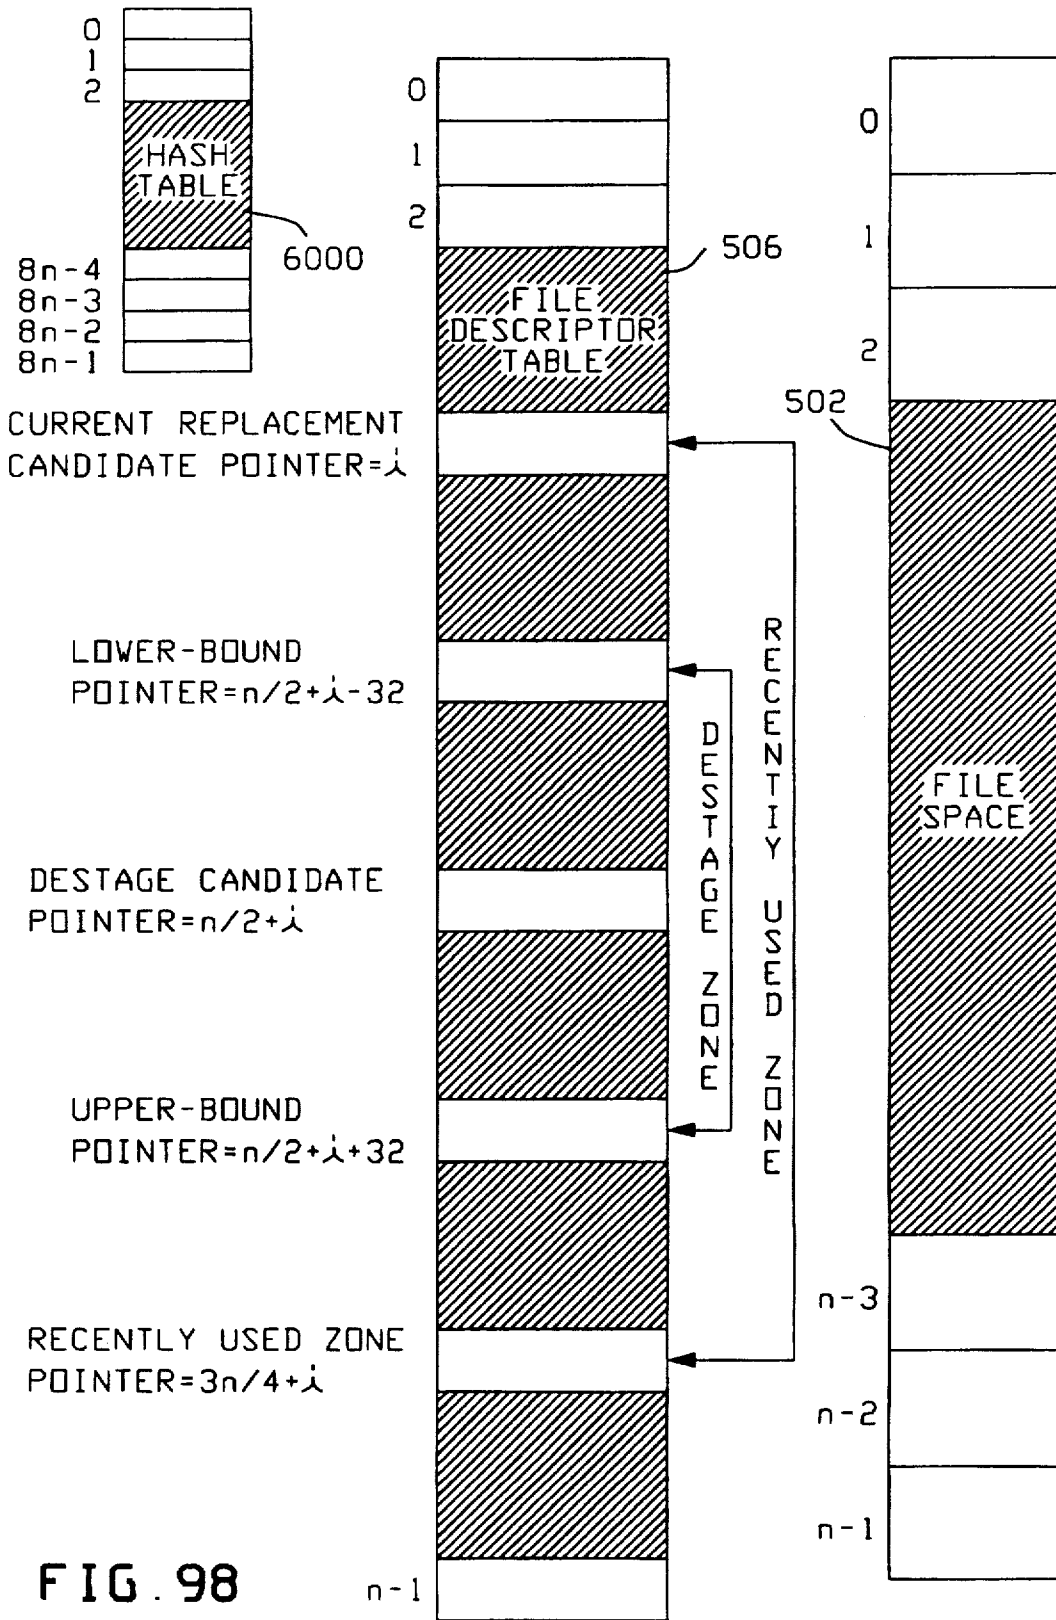 0
1
2
HASH
TABLE
6000
8n-4
8n-3
8n-2
8n-1
0
1
2
506
FILE
DESCRIPTOR
TABLE
0
1
2
502
FILE
SPACE
n-3
n-2
n-1
CURRENT REPLACEMENT
CANDIDATE POINTER=i
LOWER-BOUND
POINTER=n/2+i-32
DESTAGE CANDIDATE
POINTER=n/2+i
UPPER-BOUND
POINTER=n/2+i+32
RECENTLY USED ZONE
POINTER=3n/4+i
DESTAGE ZONE
RECENTIY USED ZONE
n-1
FIG.98